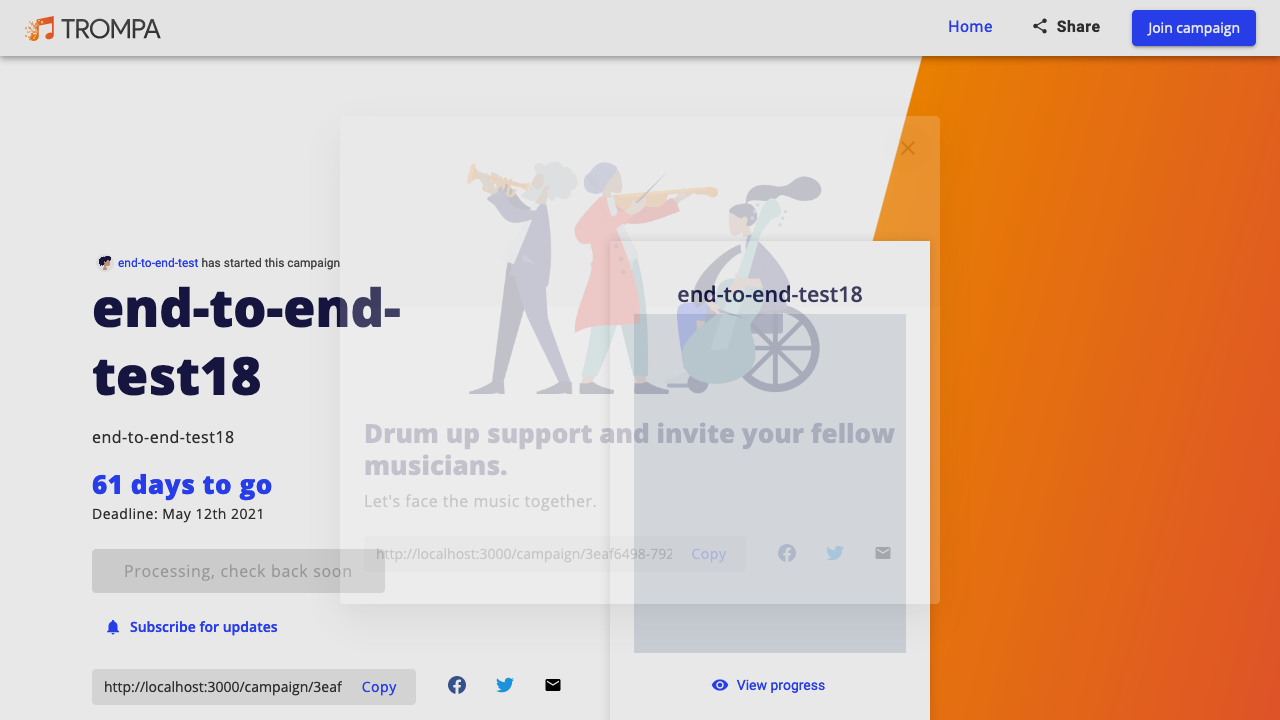 TROMPA
Home
Share
Join campaign
end-to-end-test has started this campaign
end-to-end-
test18
end-to-end-test18
61 days to go
Deadline: May 12th 2021
Processing, check back soon
Subscribe for updates
http://localhost:3000/campaign/3eaf
Copy
end-to-end-test18
Drum up support and invite your fellow
musicians.
Let's face the music together.
http://localhost:3000/campaign/3eaf6498-792
Copy
View progress